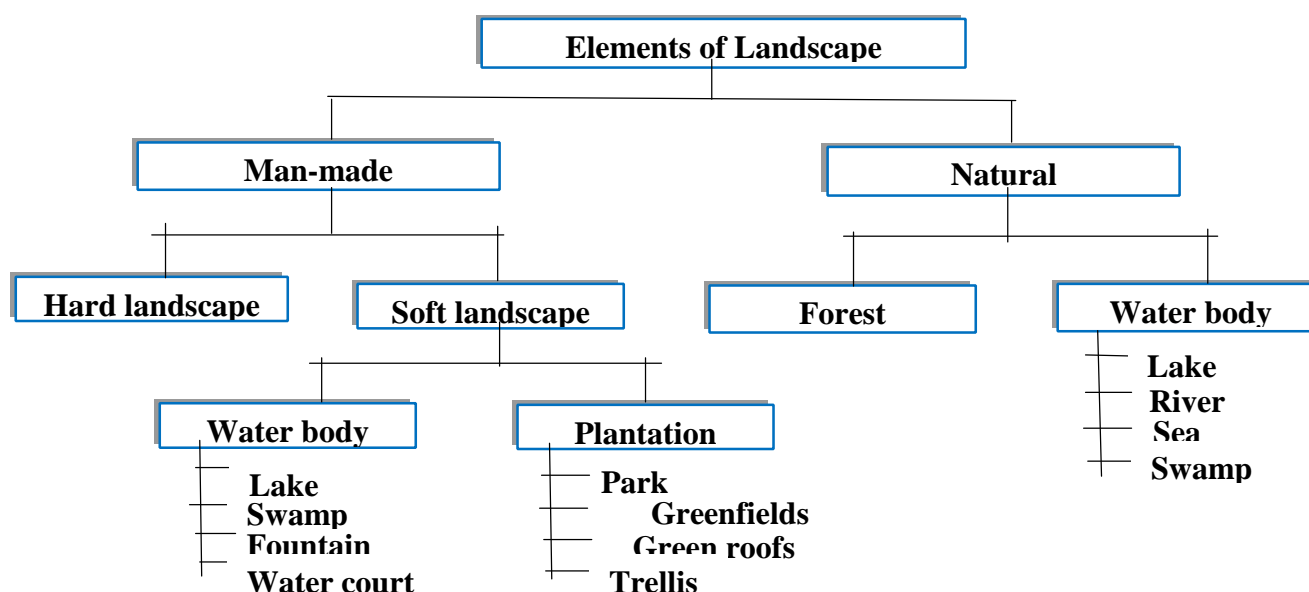 Elements of Landscape
Man-made
Natural
Hard landscape
Soft landscape
Forest
Water body
Lake
River
Sea
Swamp
Water body
Plantation
Lake
Swamp
Fountain
Water court
Park
Greenfields
Green roofs
Trellis